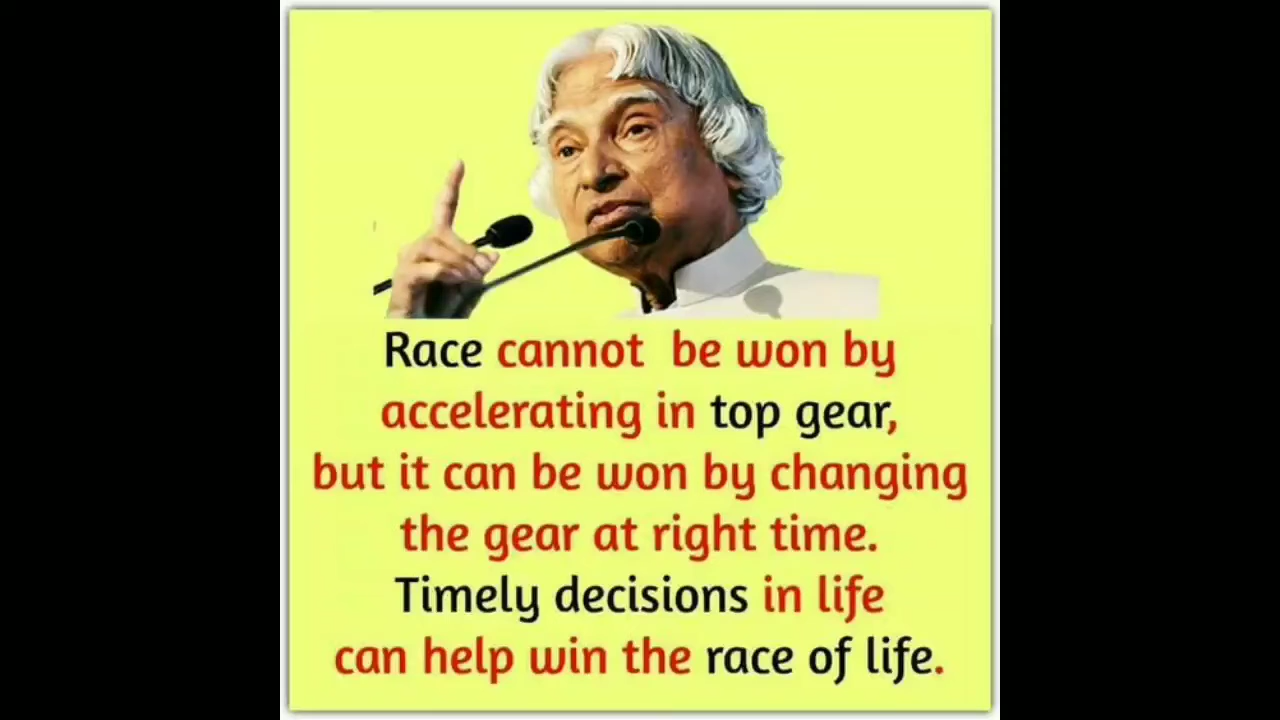 Race cannot be won by
accelerating in top gear,
but it can be won by changing
the gear at right time.
Timely decisions in life
can help win the race of life.